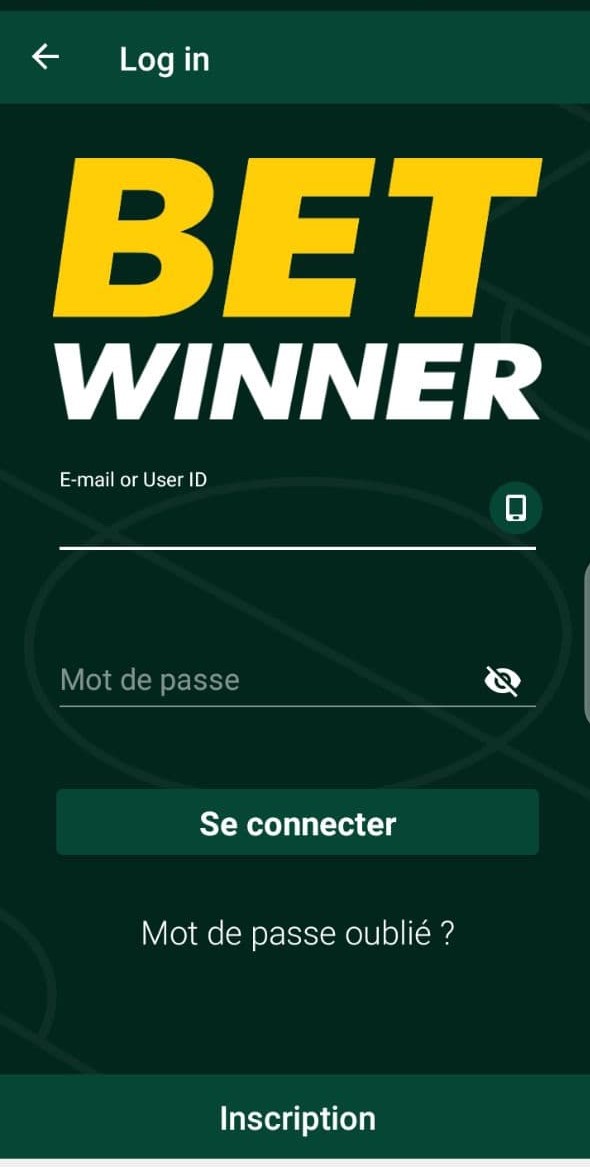 Log in
BET
WINNER
E-mail or User ID
Mot de passe
Se connecter
Mot de passe oublié ?
Inscription